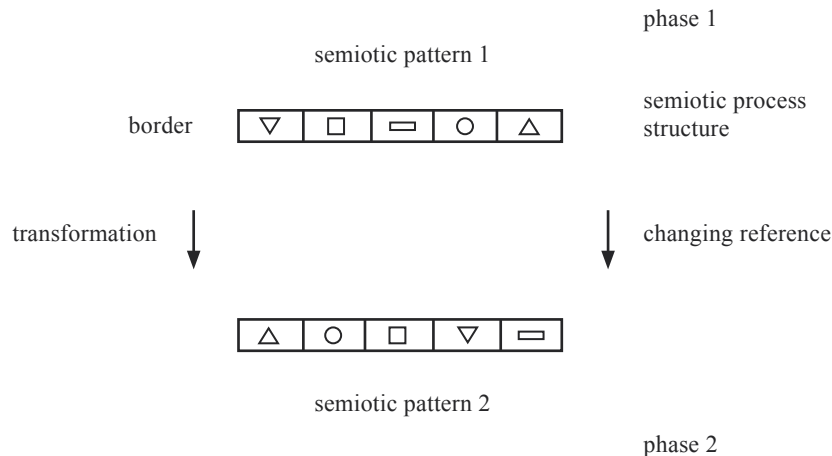 phase 1
semiotic pattern 1
semiotic process
structure
border
transformation
changing reference
semiotic pattern 2
phase 2